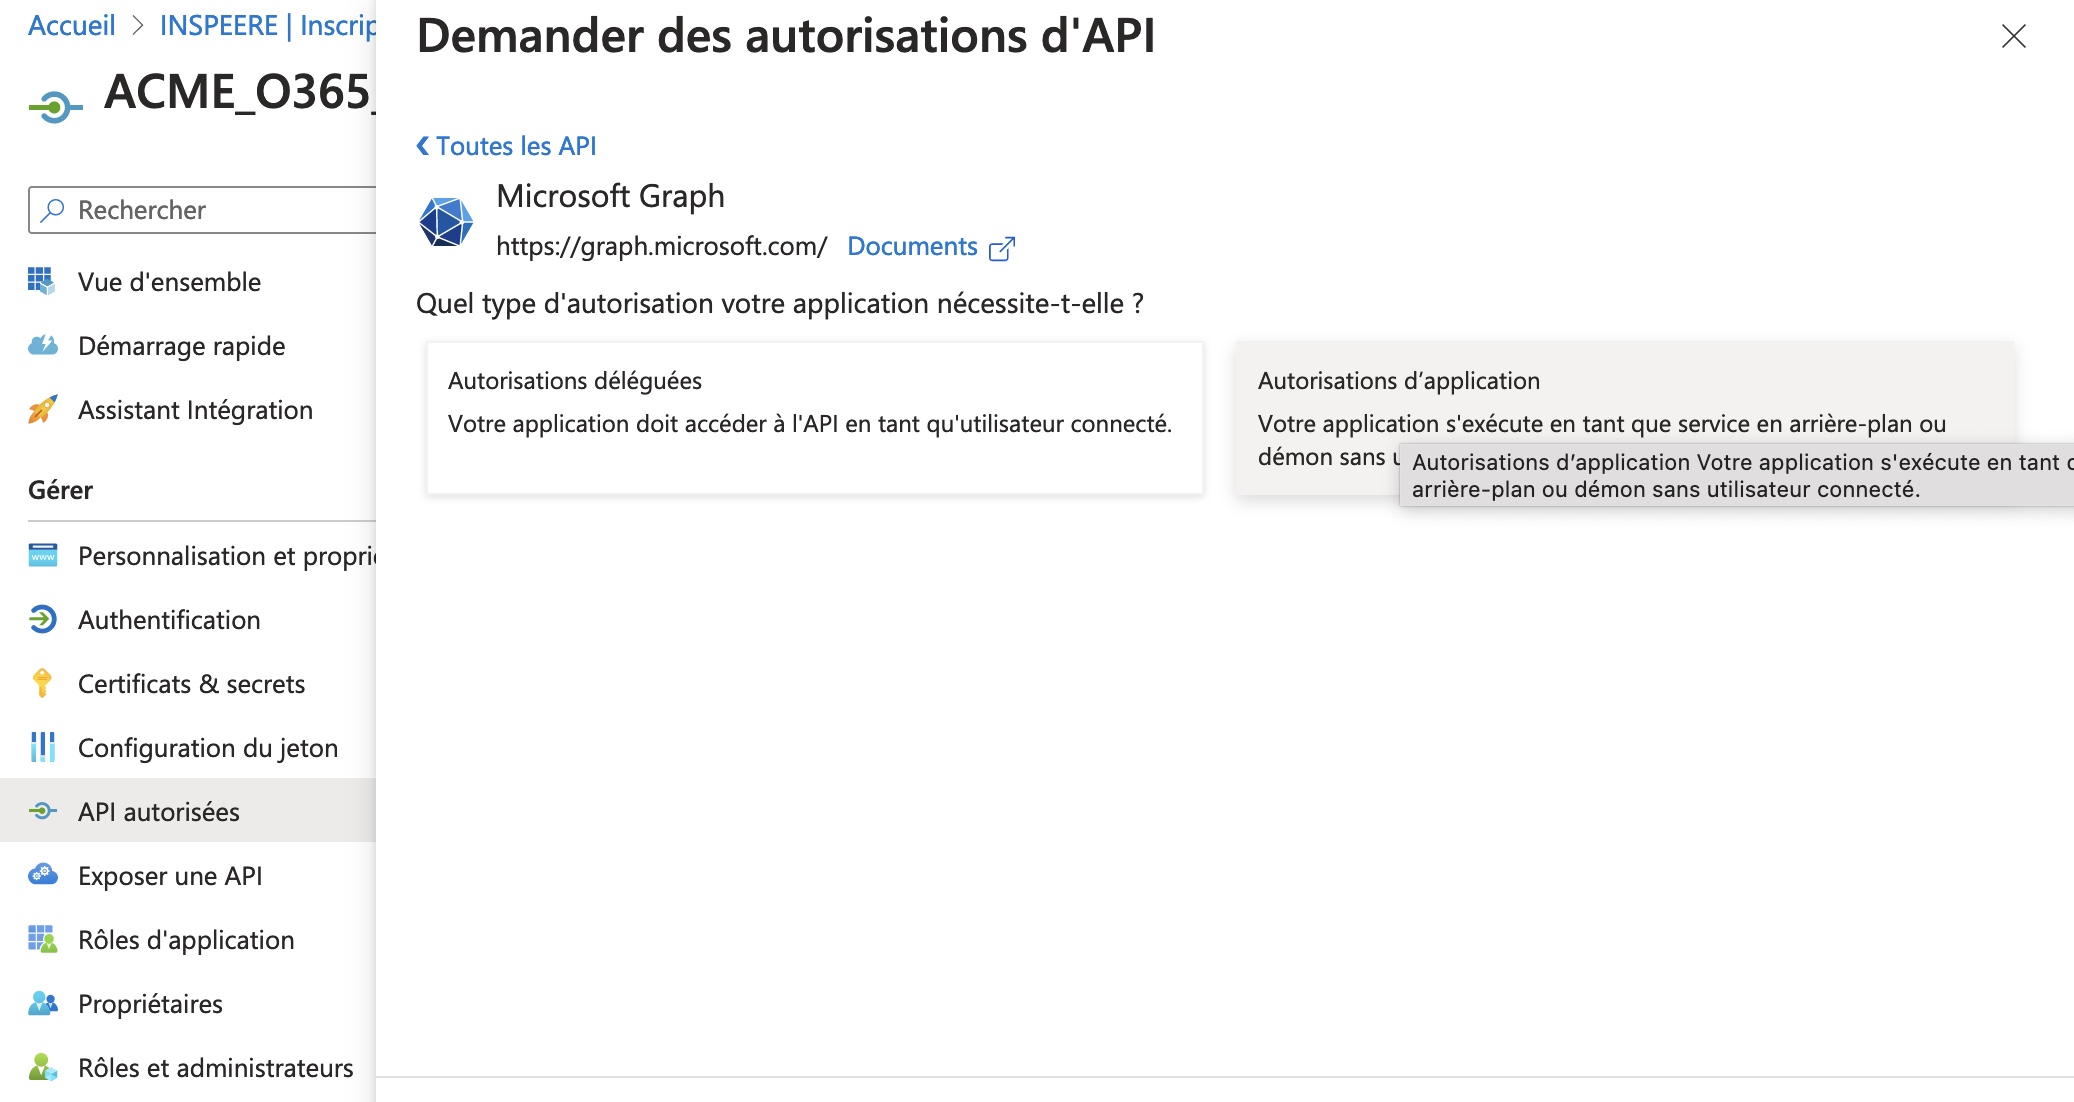 Accueil > INSPEERE | Inscrip
ACME_O365_
Rechercher
Vue d'ensemble
Démarrage rapide
Assistant Intégration
Gérer
Personnalisation et proprié
Authentification
Certificats & secrets
Configuration du jeton
API autorisées
Exposer une API
Rôles d'application
Propriétaires
Rôles et administrateurs
Demander des autorisations d'API
Toutes les API
Microsoft Graph
https://graph.microsoft.com/ Documents
Quel type d'autorisation votre application nécessite-t-elle ?
Autorisations déléguées
Votre application doit accéder à l'API en tant qu'utilisateur connecté.
Autorisations d’application
Votre application s'exécute en tant que service en arrière-plan ou
démon sans
Autorisations d’application Votre application s'exécute en tant
arrière-plan ou démon sans utilisateur connecté.
www